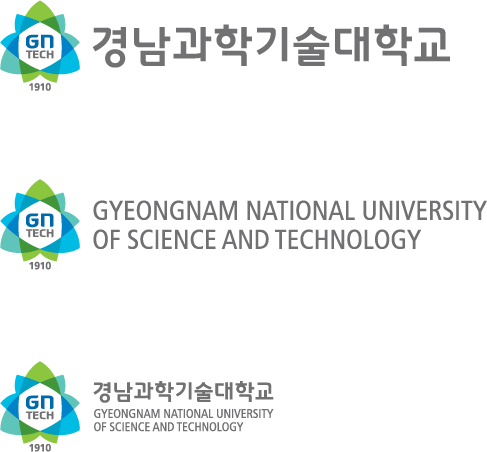 GN
TECH
1910
경남과학기술대학교
GN
TECH
1910
GYEONGNAM NATIONAL UNIVERSITY
OF SCIENCE AND TECHNOLOGY
GN
TECH
1910
경남과학기술대학교
GYEONGNAM NATIONAL UNIVERSITY
OF SCIENCE AND TECHNOLOGY